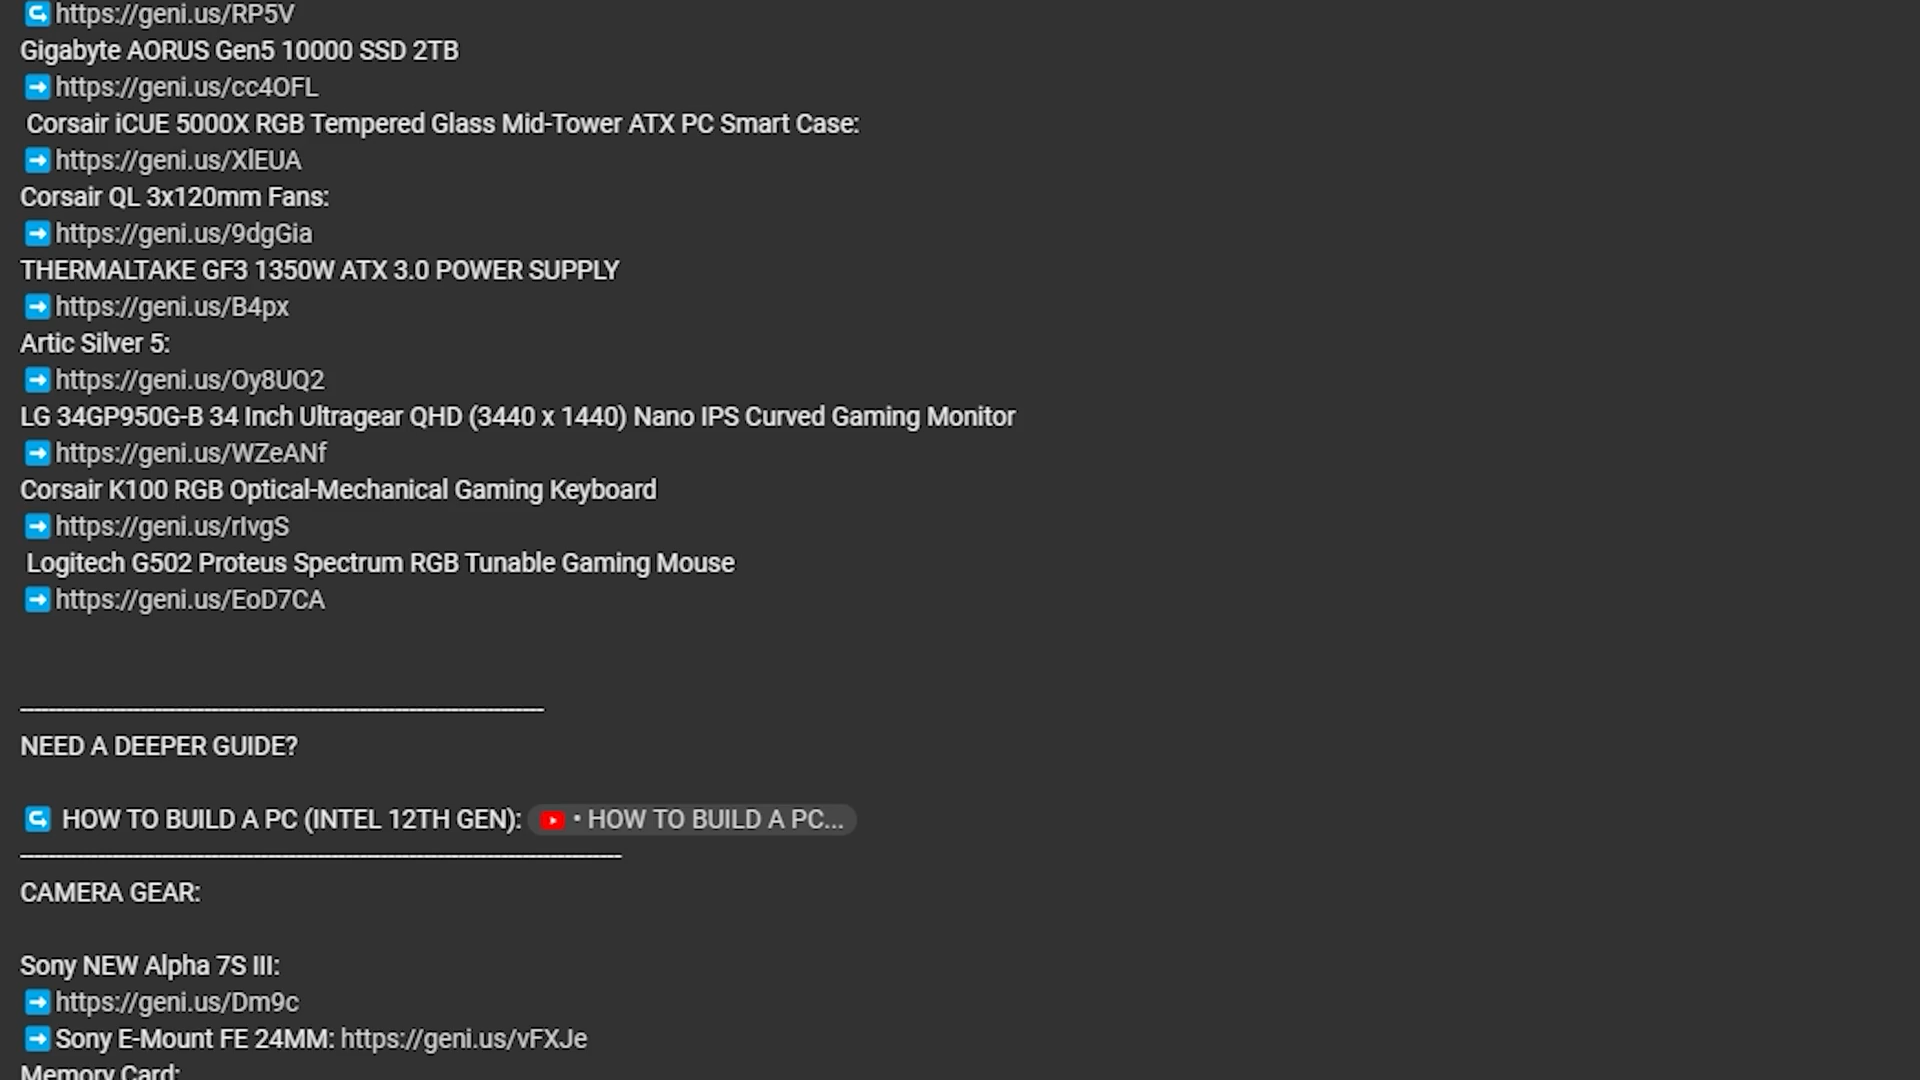 https://geni.us/RP5V
Gigabyte AORUS Gen5 10000 SSD 2TB
➡https://geni.us/cc4OFL
Corsair iCUE 5000X RGB Tempered Glass Mid-Tower ATX PC Smart Case:
➡https://geni.us/XlEUA
Corsair QL 3x120mm Fans:
➡https://geni.us/9dgGia
THERMALTAKE GF3 1350W ATX 3.0 POWER SUPPLY
➡https://geni.us/B4px
Artic Silver 5:
➡https://geni.us/Oy8UQ2
LG 34GP950G-B 34 Inch Ultragear QHD (3440 x 1440) Nano IPS Curved Gaming Monitor
➡https://geni.us/WZeANf
Corsair K100 RGB Optical-Mechanical Gaming Keyboard
➡https://geni.us/rIvgS
Logitech G502 Proteus Spectrum RGB Tunable Gaming Mouse
➡https://geni.us/EoD7CA
NEED A DEEPER GUIDE?
HOW TO BUILD A PC (INTEL 12TH GEN): • HOW TO BUILD A PC...
CAMERA GEAR:
Sony NEW Alpha 7S III:
➡https://geni.us/Dm9c
➡Sony E-Mount FE 24MM: https://geni.us/vFXJe
Memory Card: